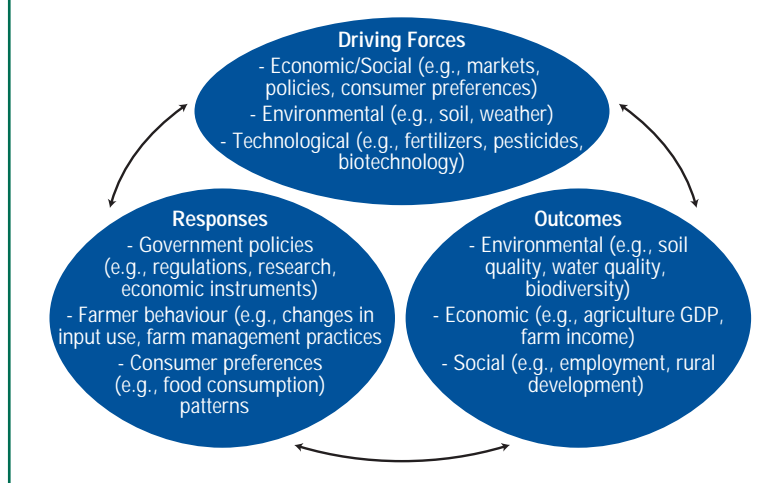 Driving Forces
- Economic/Social (e.g., markets,
policies, consumer preferences)
- Environmental (e.g., soil, weather)
- Technological (e.g., fertilizers, pesticides,
biotechnology)
Responses
- Government policies
(e.g., regulations, research,
economic instruments)
- Farmer behaviour (e.g., changes in
input use, farm management practices
- Consumer preferences
(e.g., food consumption)
patterns
Outcomes
- Environmental (e.g., soil
quality, water quality,
biodiversity)
- Economic (e.g., agriculture GDP,
farm income)
- Social (e.g., employment, rural
development)